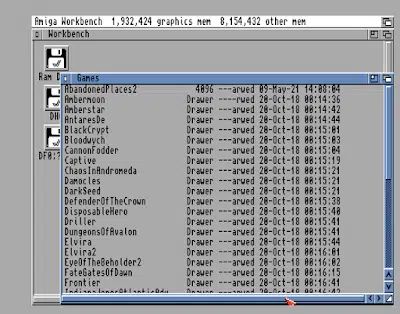 Amiga Workbench 1,932,424 graphics mem 8,154,432 other mem
Workbench
Ram D
Games
DH
DF0:?
AbandonedPlaces2 4096 ---arwed 09-May-21 14:08:04
Ambermoon Drawer ---rwed 20-Oct-18 00:14:36
Amberstar Drawer ---arwed 20-Oct-18 00:14:42
AntaresDe Drawer ---arwed 20-Oct-18 00:14:44
BlackCrypt Drawer ---arwed 20-Oct-18 00:15:01
Bloodwych Drawer ---arwed 20-Oct-18 00:15:03
CannonFodder Drawer ---arwed 20-Oct-18 00:15:04
Captive Drawer ---arwed 20-Oct-18 00:15:19
ChaosInAndromeda Drawer ---arwed 20-Oct-18 00:15:21
Damocles Drawer ---arwed 20-Oct-18 00:15:21
DarkSeed Drawer ---arwed 20-Oct-18 00:15:21
DefenderOfTheCrown Drawer ---arwed 20-Oct-18 00:15:38
DisposableHero Drawer ---arwed 20-Oct-18 00:15:40
Driller Drawer ---arwed 20-Oct-18 00:15:41
DungeonsOfAvalon Drawer ---arwed 20-Oct-18 00:15:41
Elvira Drawer ---arwed 20-Oct-18 00:15:44
Elvira2 Drawer ---arwed 20-Oct-18 00:16:01
EyeOfTheBeholder2 Drawer ---arwed 20-Oct-18 00:16:02
FateGatesOfDawn Drawer ---arwed 20-Oct-18 00:16:15
Frontier Drawer ---arwed 20-Oct-18 00:16:41
IndianaJonesAtlanticAdv Drawer ---arwed 20-Oct-18 00:16:42